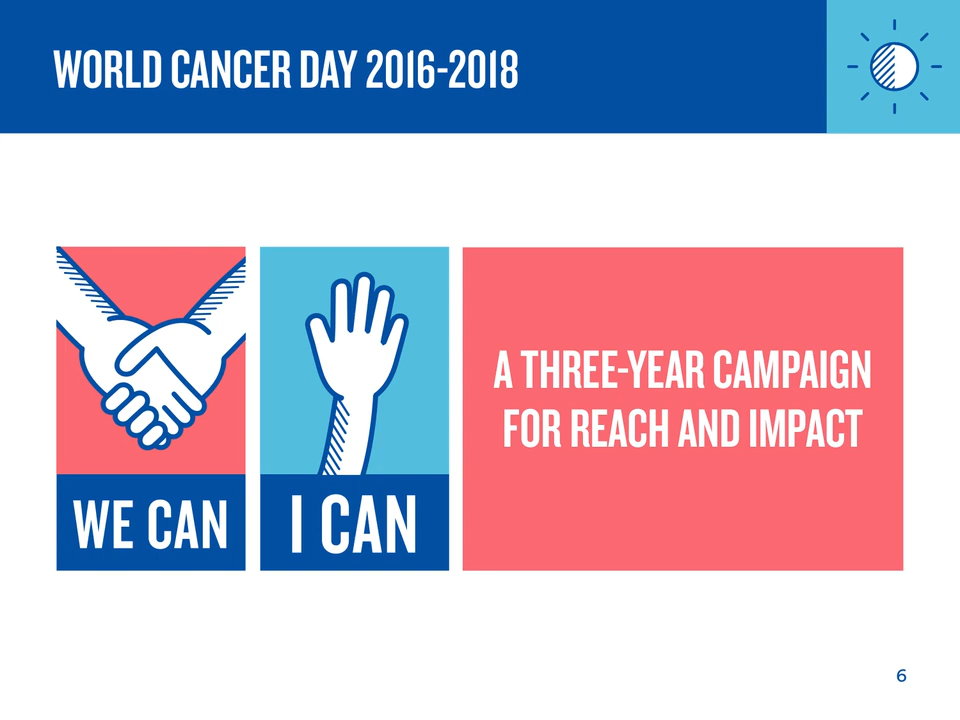 WORLD CANCER DAY 2016-2018
WE CAN
I CAN
A THREE-YEAR CAMPAIGN
FOR REACH AND IMPACT
6